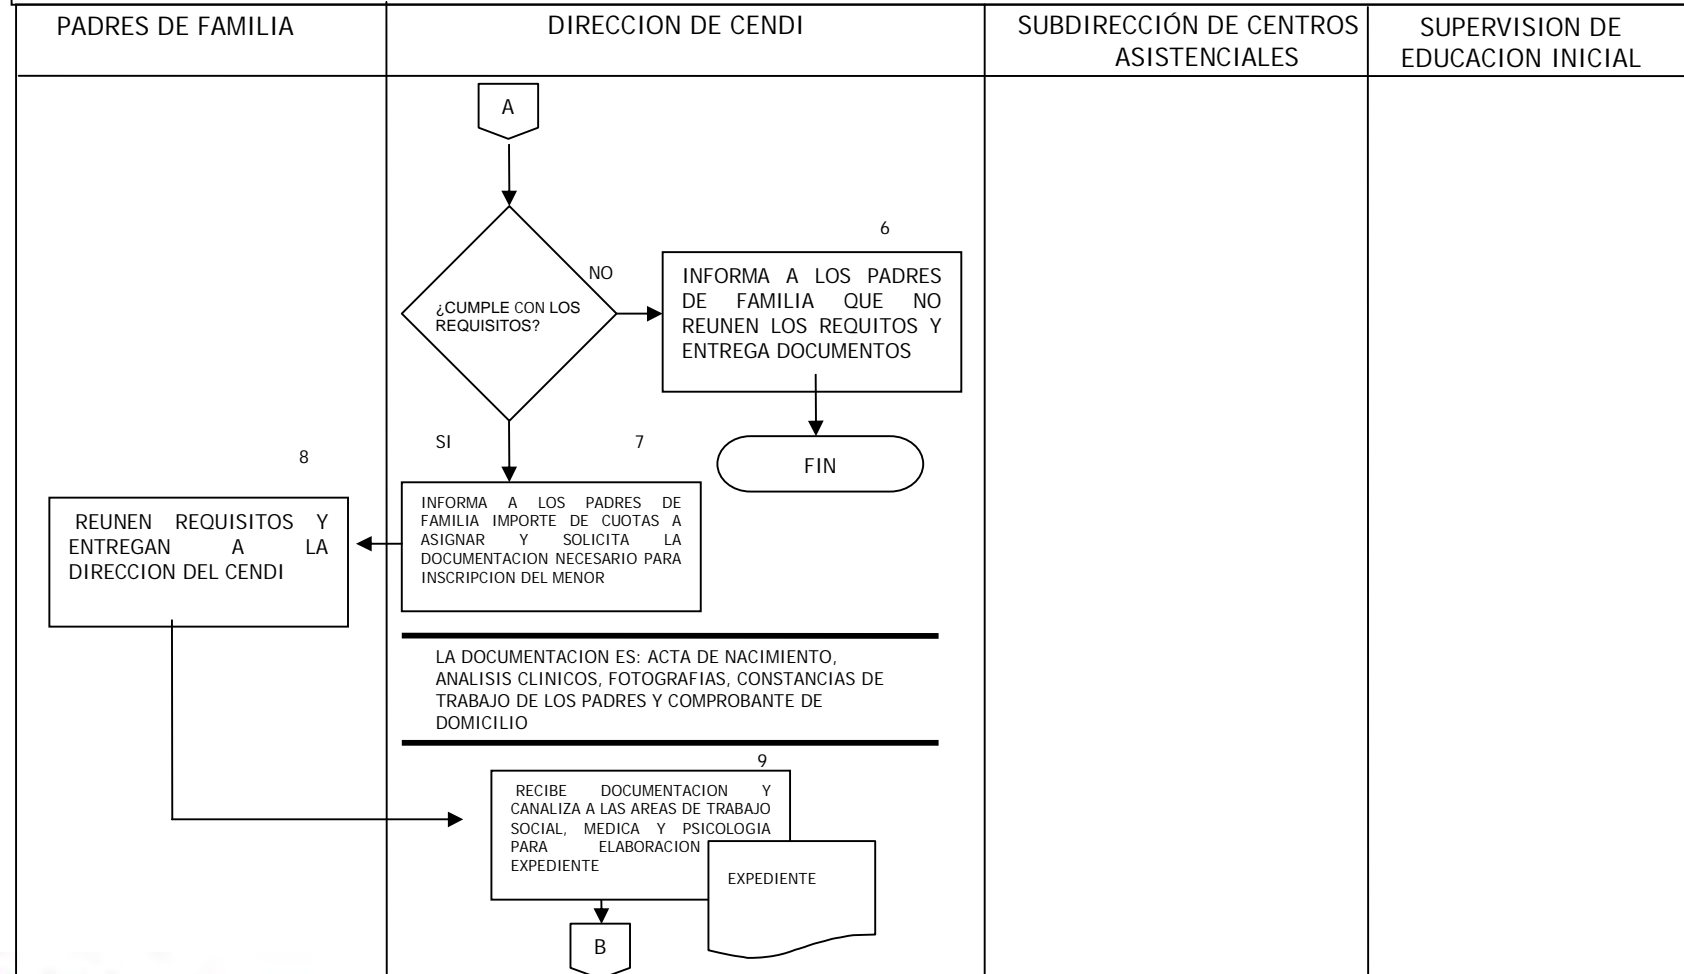 PADRES DE FAMILIA
DIRECCION DE CENDI
SUBDIRECCIÓN DE CENTROS
ASISTENCIALES
SUPERVISION DE
EDUCACION INICIAL
A
¿CUMPLE CON LOS
REQUISITOS?
NO
6
INFORMA A LOS PADRES
DE FAMILIA QUE NO
REUNEN LOS REQUITOS Y
ENTREGA DOCUMENTOS
FIN
SI
7
INFORMA A LOS PADRES DE
FAMILIA IMPORTE DE CUOTAS A
ASIGNAR Y SOLICITA LA
DOCUMENTACION NECESARIO PARA
INSCRIPCION DEL MENOR
8
REUNEN REQUISITOS Y
ENTREGAN A LA
DIRECCION DEL CENDI
LA DOCUMENTACION ES: ACTA DE NACIMIENTO,
ANALISIS CLINICOS, FOTOGRAFIAS, CONSTANCIAS DE
TRABAJO DE LOS PADRES Y COMPROBANTE DE
DOMICILIO
9
RECIBE DOCUMENTACION Y
CANALIZA A LAS AREAS DE TRABAJO
SOCIAL, MEDICA Y PSICOLOGIA
PARA ELABORACION
EXPEDIENTE
EXPEDIENTE
B